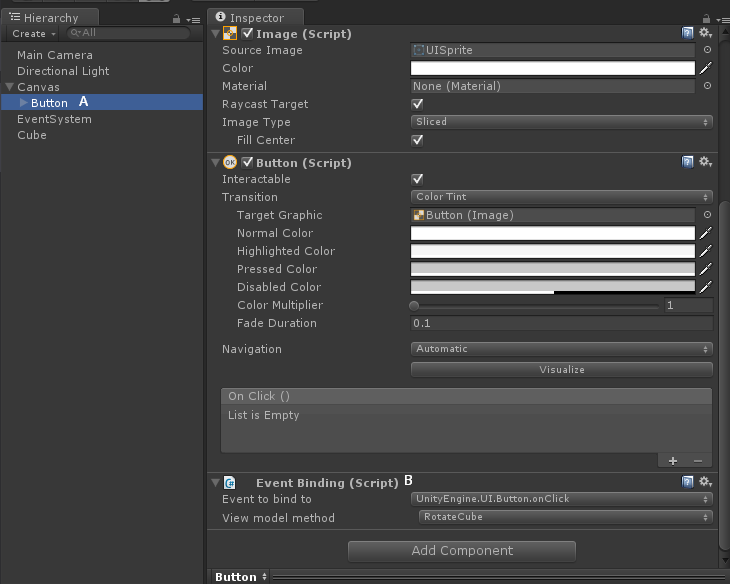 Hierarchy
Create
All
Main Camera
Directional Light
Canvas
Button A
EventSystem
Cube
Inspector
Image (Script)
Source Image UISprite
Color
Material None (Material)
Raycast Target
Image Type Sliced
Fill Center
OK Button (Script)
Interactable
Transition Color Tint
Target Graphic Button (Image)
Normal Color
Highlighted Color
Pressed Color
Disabled Color
Color Multiplier 1
Fade Duration 0.1
Navigation Automatic
Visualize
On Click ()
List is Empty
+ −
Event Binding (Script) B
Event to bind to UnityEngine.UI.Button.onClick
View model method RotateCube
Add Component
Button